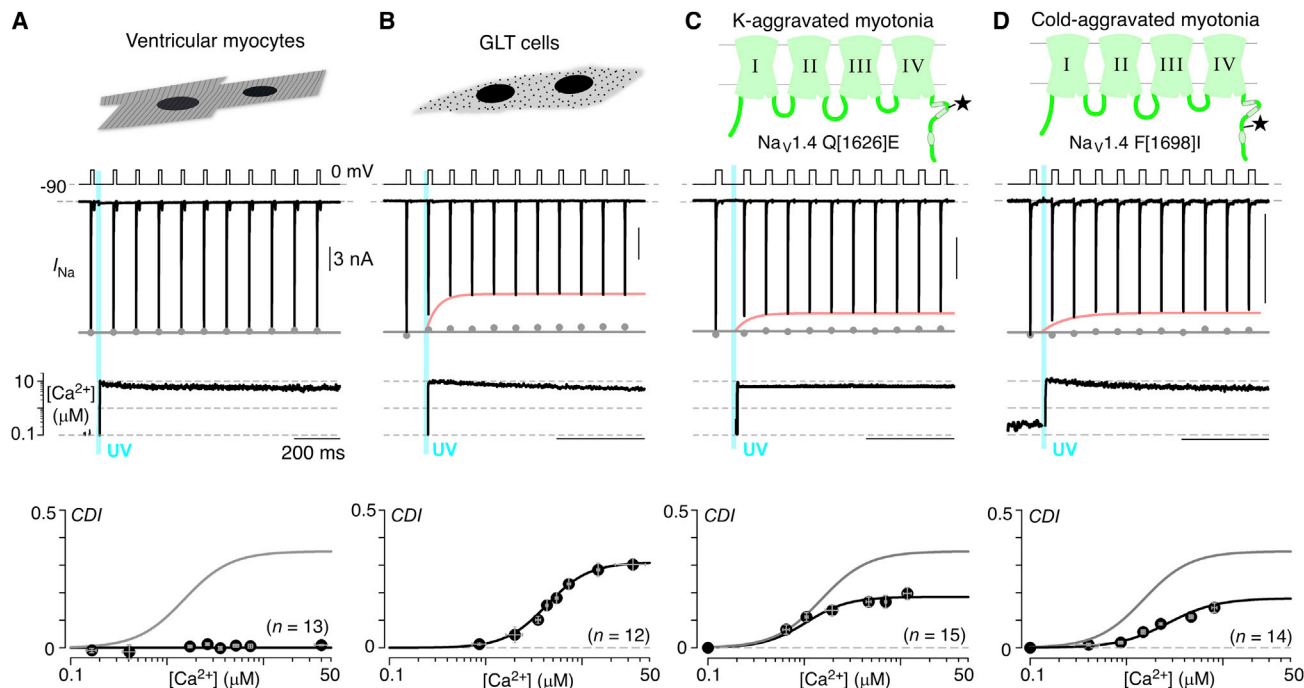 A
Ventricular myocytes
B
GLT cells
C
K-aggravated myotonia
I II III IV
★
NaV1.4 Q[1626]E
D
Cold-aggravated myotonia
I II III IV
★
NaV1.4 F[1698]I
-90
0 mV
INa
3 nA
10
[Ca2+]
(μM)
0.1
UV
200 ms
UV
UV
UV
0.5
CDI
0
(n = 13)
0.1
[Ca2+] (μM)
50
0.5
CDI
0
(n = 12)
0.1
[Ca2+] (μM)
50
0.5
CDI
0
(n = 15)
0.1
[Ca2+] (μM)
50
0.5
CDI
0
(n = 14)
0.1
[Ca2+] (μM)
50